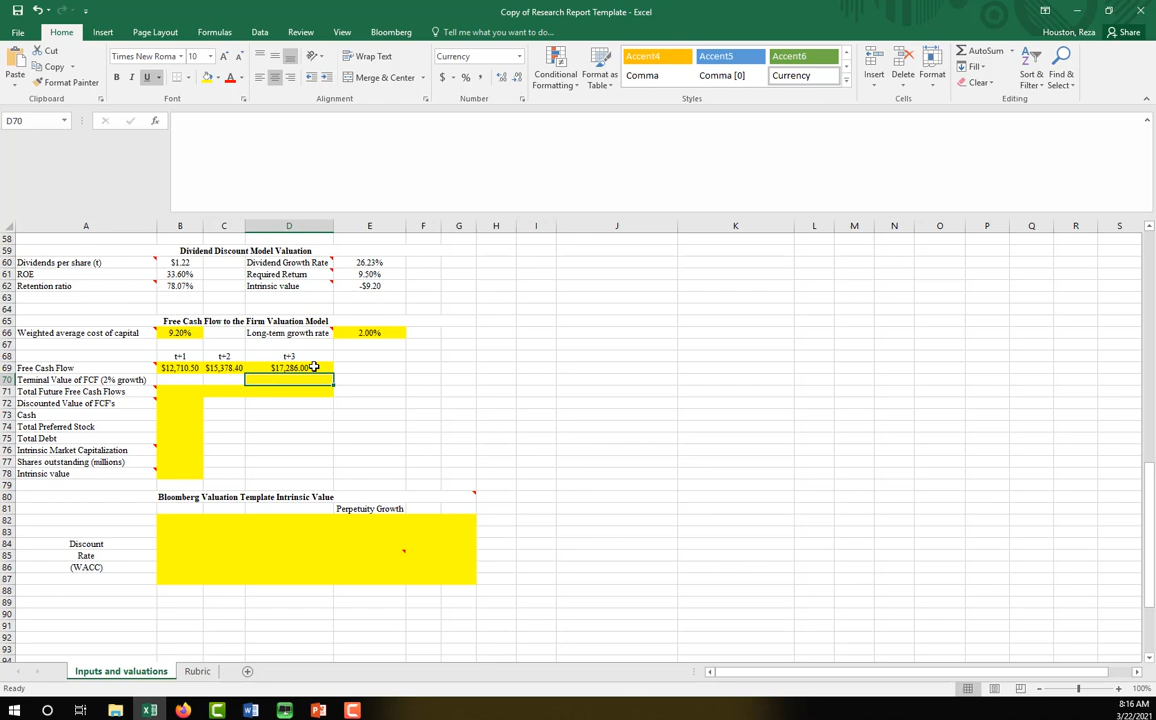 Copy of Research Report Template - Excel
Houston, Reza
Share
File Home Insert Page Layout Formulas Data Review View Bloomberg Tell me what you want to do...
Paste
Cut
Copy
Format Painter
Clipboard
Times New Roma 10
B I U
Font
Wrap Text
Merge & Center
Alignment
Currency
$ % ,
Number
Conditional Formatting
Format as Table
Accent4 Accent5 Accent6
Comma Comma [0] Currency
Styles
Insert Delete Format
Cells
AutoSum
Fill
Clear
Sort & Filter
Find & Select
Editing
D70
A B C D E F G H I J K L M N O P Q R S
58
59 Dividend Discount Model Valuation
60 Dividends per share (t) $1.22 Dividend Growth Rate 26.23%
61 ROE 33.60% Required Return 9.50%
62 Retention ratio 78.07% Intrinsic value -$9.20
63
64
65 Free Cash Flow to the Firm Valuation Model
66 Weighted average cost of capital 9.20% Long-term growth rate 2.00%
67
68 t+1 t+2 t+3
69 Free Cash Flow $12,710.50 $15,378.40 $17,286.00
70 Terminal Value of FCF (2% growth)
71 Total Future Free Cash Flows
72 Discounted Value of FCF's
73 Cash
74 Total Preferred Stock
75 Total Debt
76 Intrinsic Market Capitalization
77 Shares outstanding (millions)
78 Intrinsic value
79
80 Bloomberg Valuation Template Intrinsic Value
81 Perpetuity Growth
82
83
84 Discount
85 Rate
86 (WACC)
87
88
89
90
91
92
93
94
Inputs and valuations Rubric
Ready
100%
8:16 AM
3/22/2021